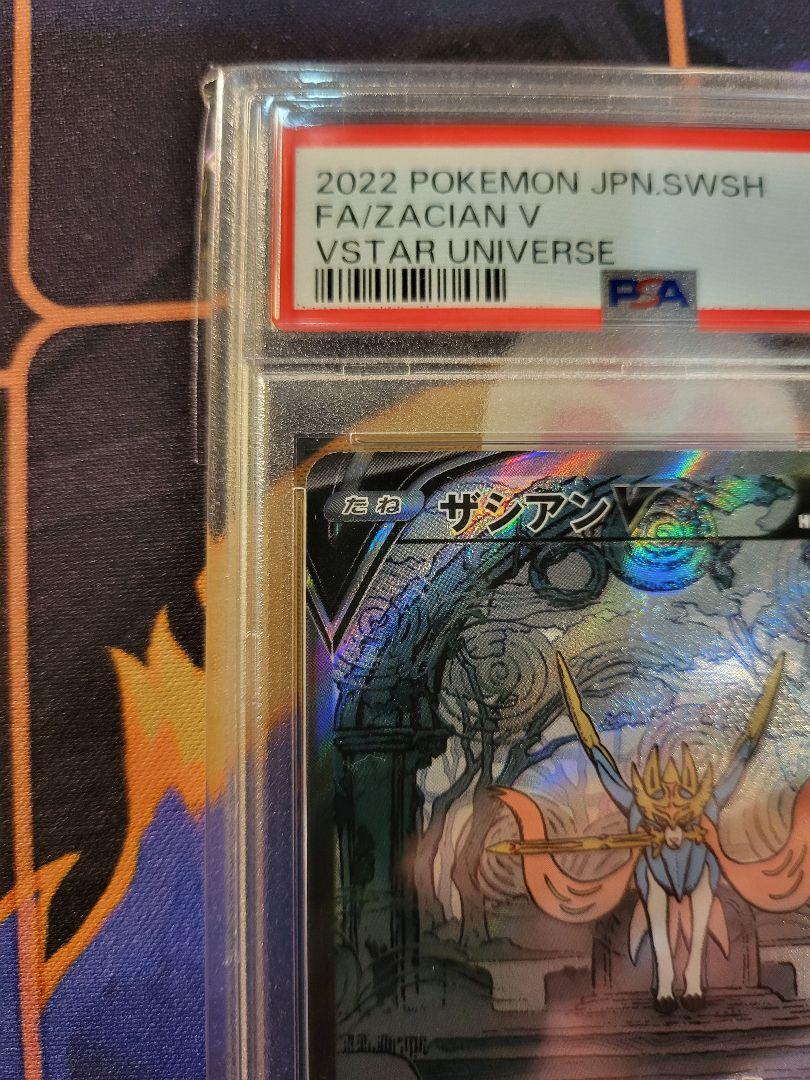 2022 POKEMON JPN.SWSH
FA/ZACIAN V
VSTAR UNIVERSE
PSA
たね ザシアンV